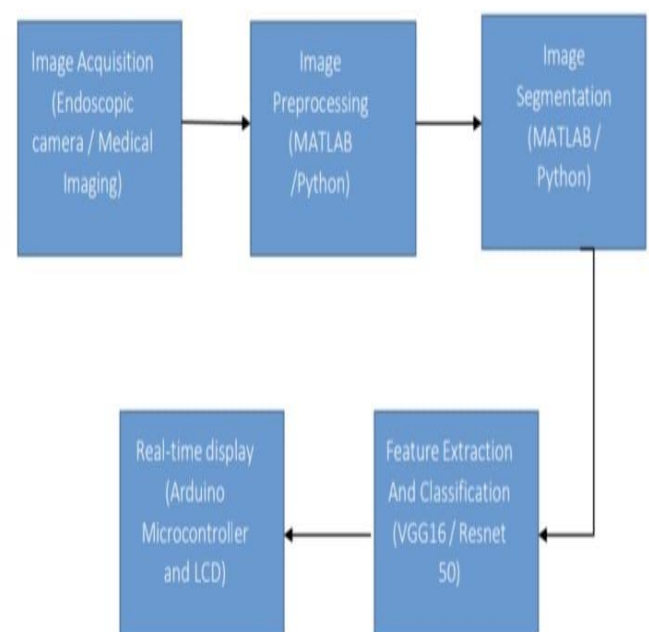 Image Acquisition
(Endoscopic
camera / Medical
Imaging)
Image
Preprocessing
(MATLAB
/Python)
Image
Segmentation
(MATLAB /
Python)
Feature Extraction
And Classification
(VGG16 / Resnet
50)
Real-time display
(Arduino
Microcontroller
and LCD)